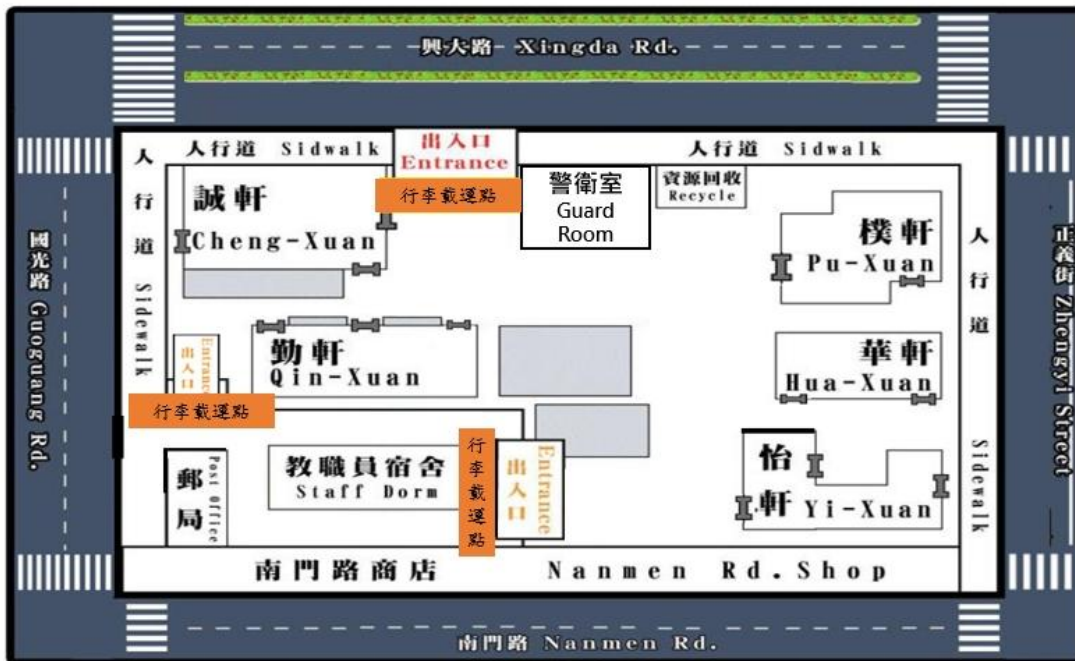 興大路 Xingda Rd.
人行道 Sidwalk
出入口
Entrance
人行道 Sidwalk
行李載運點
警衛室
Guard
Room
資源回收
Recycle
誠軒
Cheng-Xuan
樸軒
Pu-Xuan
人行道 Sidewalk
人行道 Sidewalk
國光路 Guoguang Rd.
正義街 Zhengyi Street
勤軒
Qin-Xuan
華軒
Hua-Xuan
出入口 Entrance
行李載運點
郵局 Post Office
教職員宿舍
Staff Dorm
行李載運點
出入口 Entrance
怡軒 Yi-Xuan
南門路商店 Nanmen Rd.Shop
南門路 Nanmen Rd.